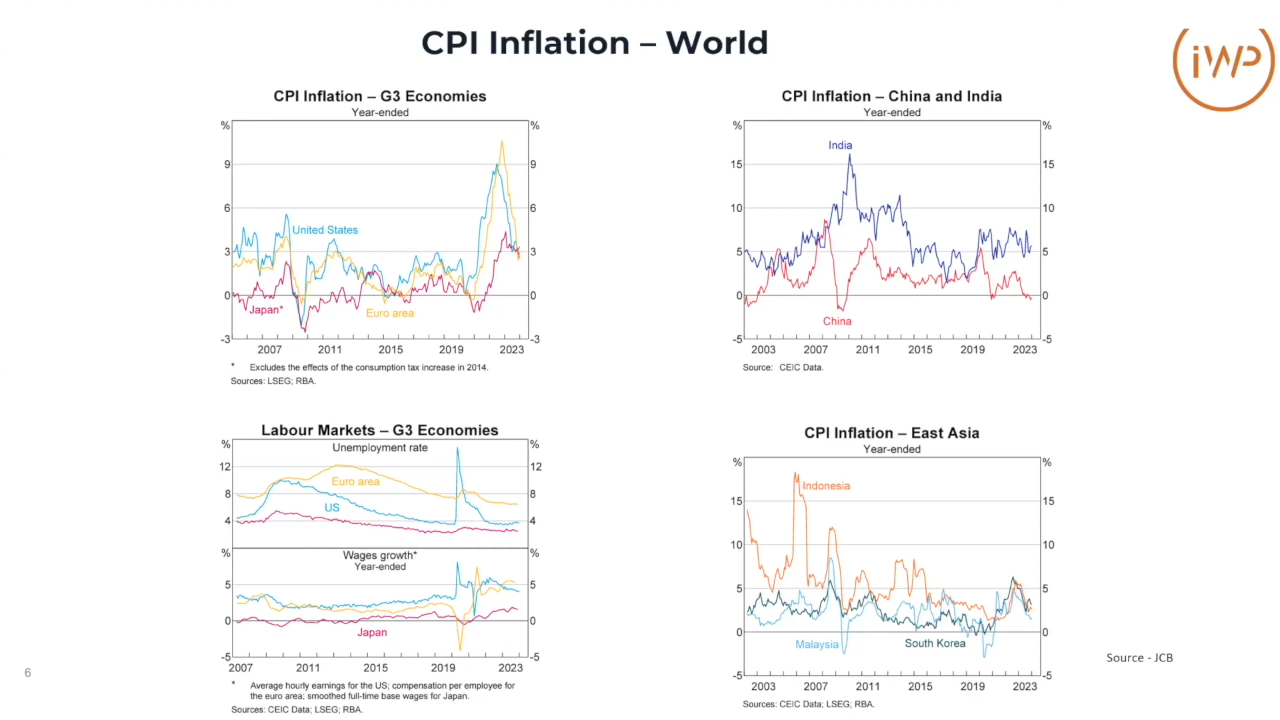 CPI Inflation – World
iWP
CPI Inflation – G3 Economies
Year-ended
% %
9 9
6 6
United States
3 3
0 0
Japan*
Euro area
-3 -3
2007 2011 2015 2019 2023
* Excludes the effects of the consumption tax increase in 2014.
Sources: LSEG; RBA.
CPI Inflation – China and India
Year-ended
% %
India
15 15
10 10
5 5
0 0
China
-5 -5
2003 2007 2011 2015 2019 2023
Source: CEIC Data.
Labour Markets – G3 Economies
% %
Unemployment rate
12 12
Euro area
8 8
US
4 4
% %
Wages growth*
Year-ended
5 5
0 0
Japan
-5 -5
2007 2011 2015 2019 2023
* Average hourly earnings for the US; compensation per employee for
the euro area; smoothed full-time base wages for Japan.
Sources: CEIC Data; LSEG; RBA.
CPI Inflation – East Asia
Year-ended
% %
Indonesia
15 15
10 10
5 5
0 0
Malaysia
South Korea
-5 -5
2003 2007 2011 2015 2019 2023
Sources: CEIC Data; LSEG; RBA.
Source - JCB
6